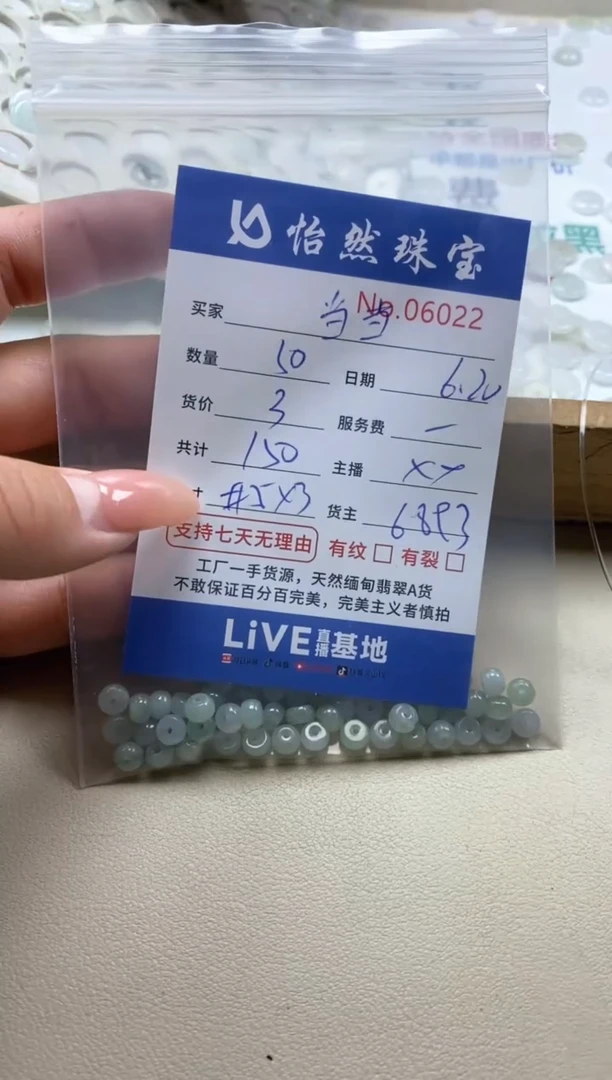 怡然珠宝
No.06022
买家 当当
数量 50 日期 6.20
货价 3 服务费 —
共计 150 主播 XY
寸 #5X3 货主 6893
支持七天无理由 有纹□ 有裂□
工厂一手货源，天然缅甸翡翠A货
不敢保证百分百完美，完美主义者慎拍
LiVE直播基地